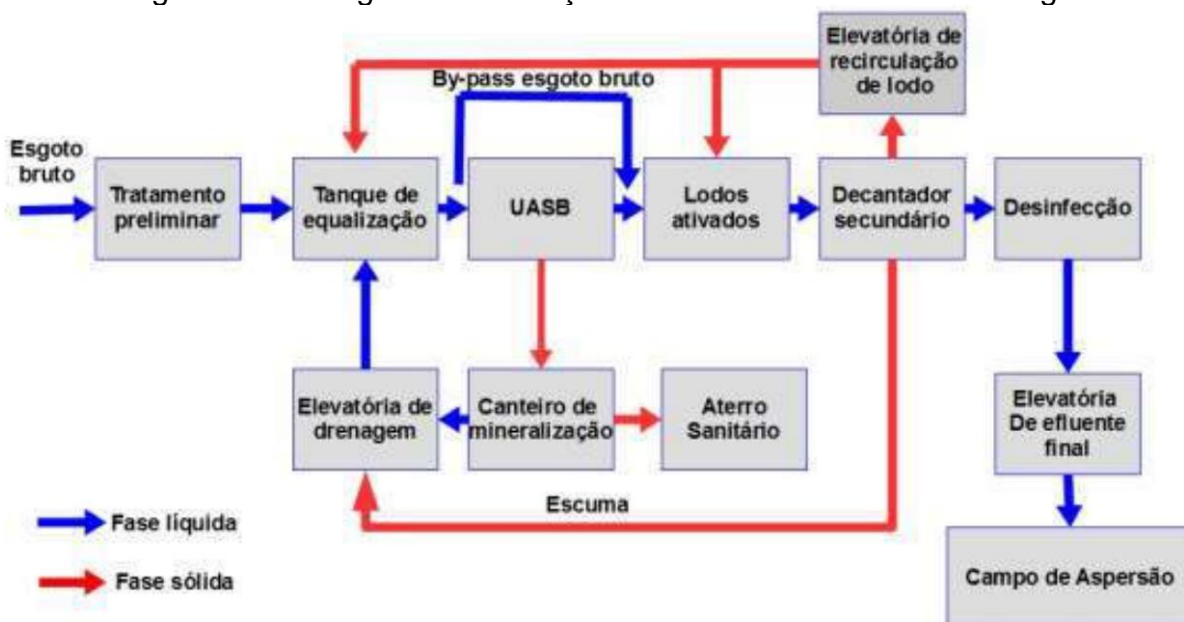 Elevatória de
recirculação
de lodo
By-pass esgoto bruto
Esgoto
bruto
Tratamento
preliminar
Tanque de
equalização
UASB
Lodos
ativados
Decantador
secundário
Desinfecção
Elevatória de
drenagem
Canteiro de
mineralização
Aterro
Sanitário
Elevatória
De efluente
final
Escuma
Fase líquida
Fase sólida
Campo de Aspersão